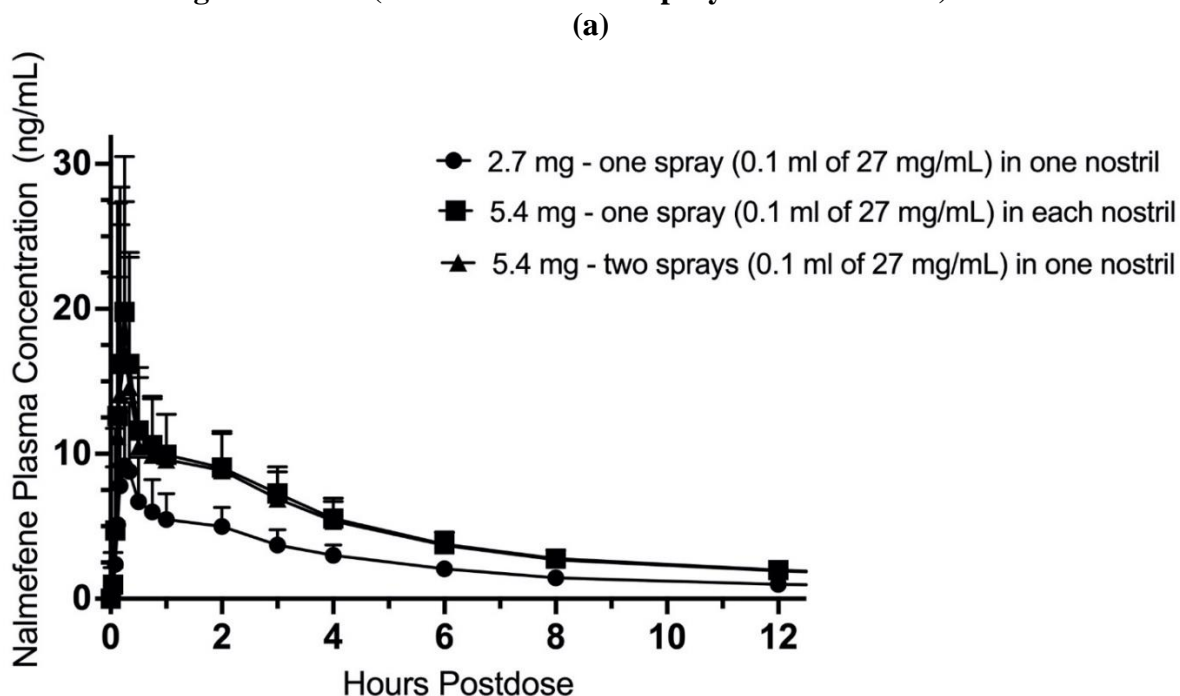 spray
(a)
Nalmefene Plasma Concentration (ng/mL)
30
20
10
0
2.7 mg - one spray (0.1 ml of 27 mg/mL) in one nostril
5.4 mg - one spray (0.1 ml of 27 mg/mL) in each nostril
5.4 mg - two sprays (0.1 ml of 27 mg/mL) in one nostril
0 2 4 6 8 10 12
Hours Postdose